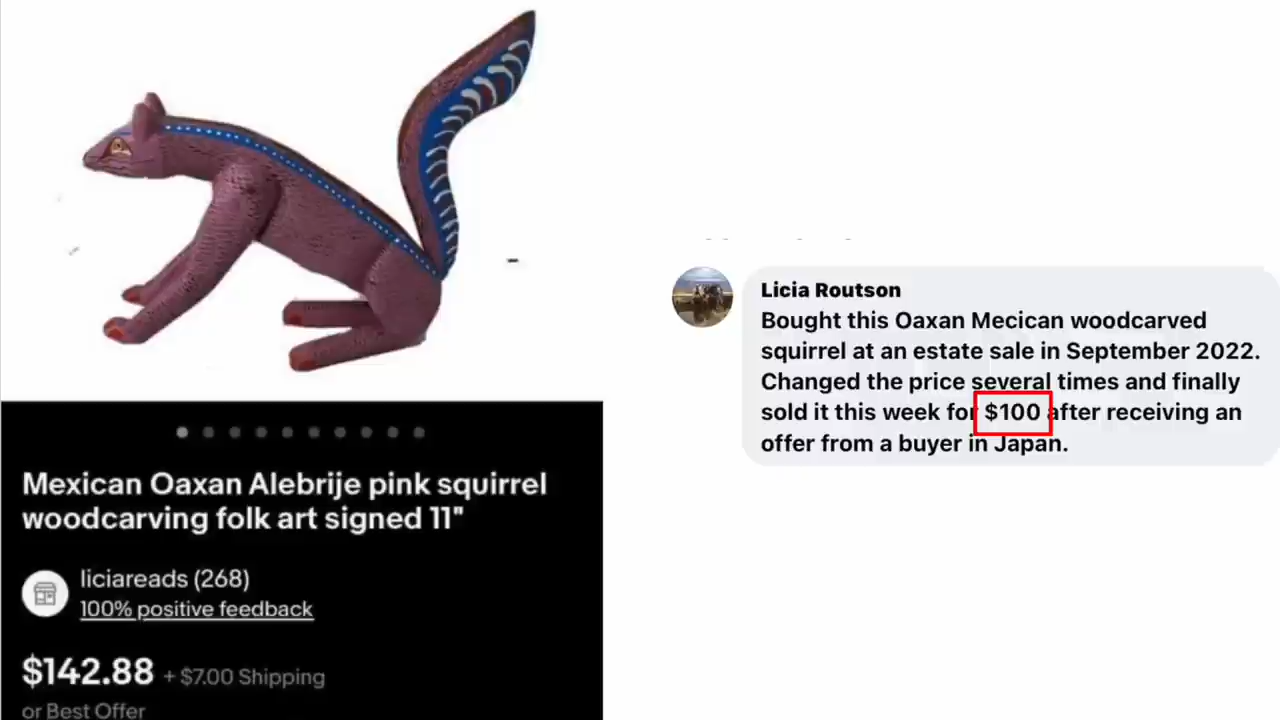 Mexican Oaxan Alebrije pink squirrel
woodcarving folk art signed 11"
liciareads (268)
100% positive feedback
$142.88 + $7.00 Shipping
or Best Offer
Licia Routson
Bought this Oaxan Mecican woodcarved
squirrel at an estate sale in September 2022.
Changed the price several times and finally
sold it this week for $100 after receiving an
offer from a buyer in Japan.